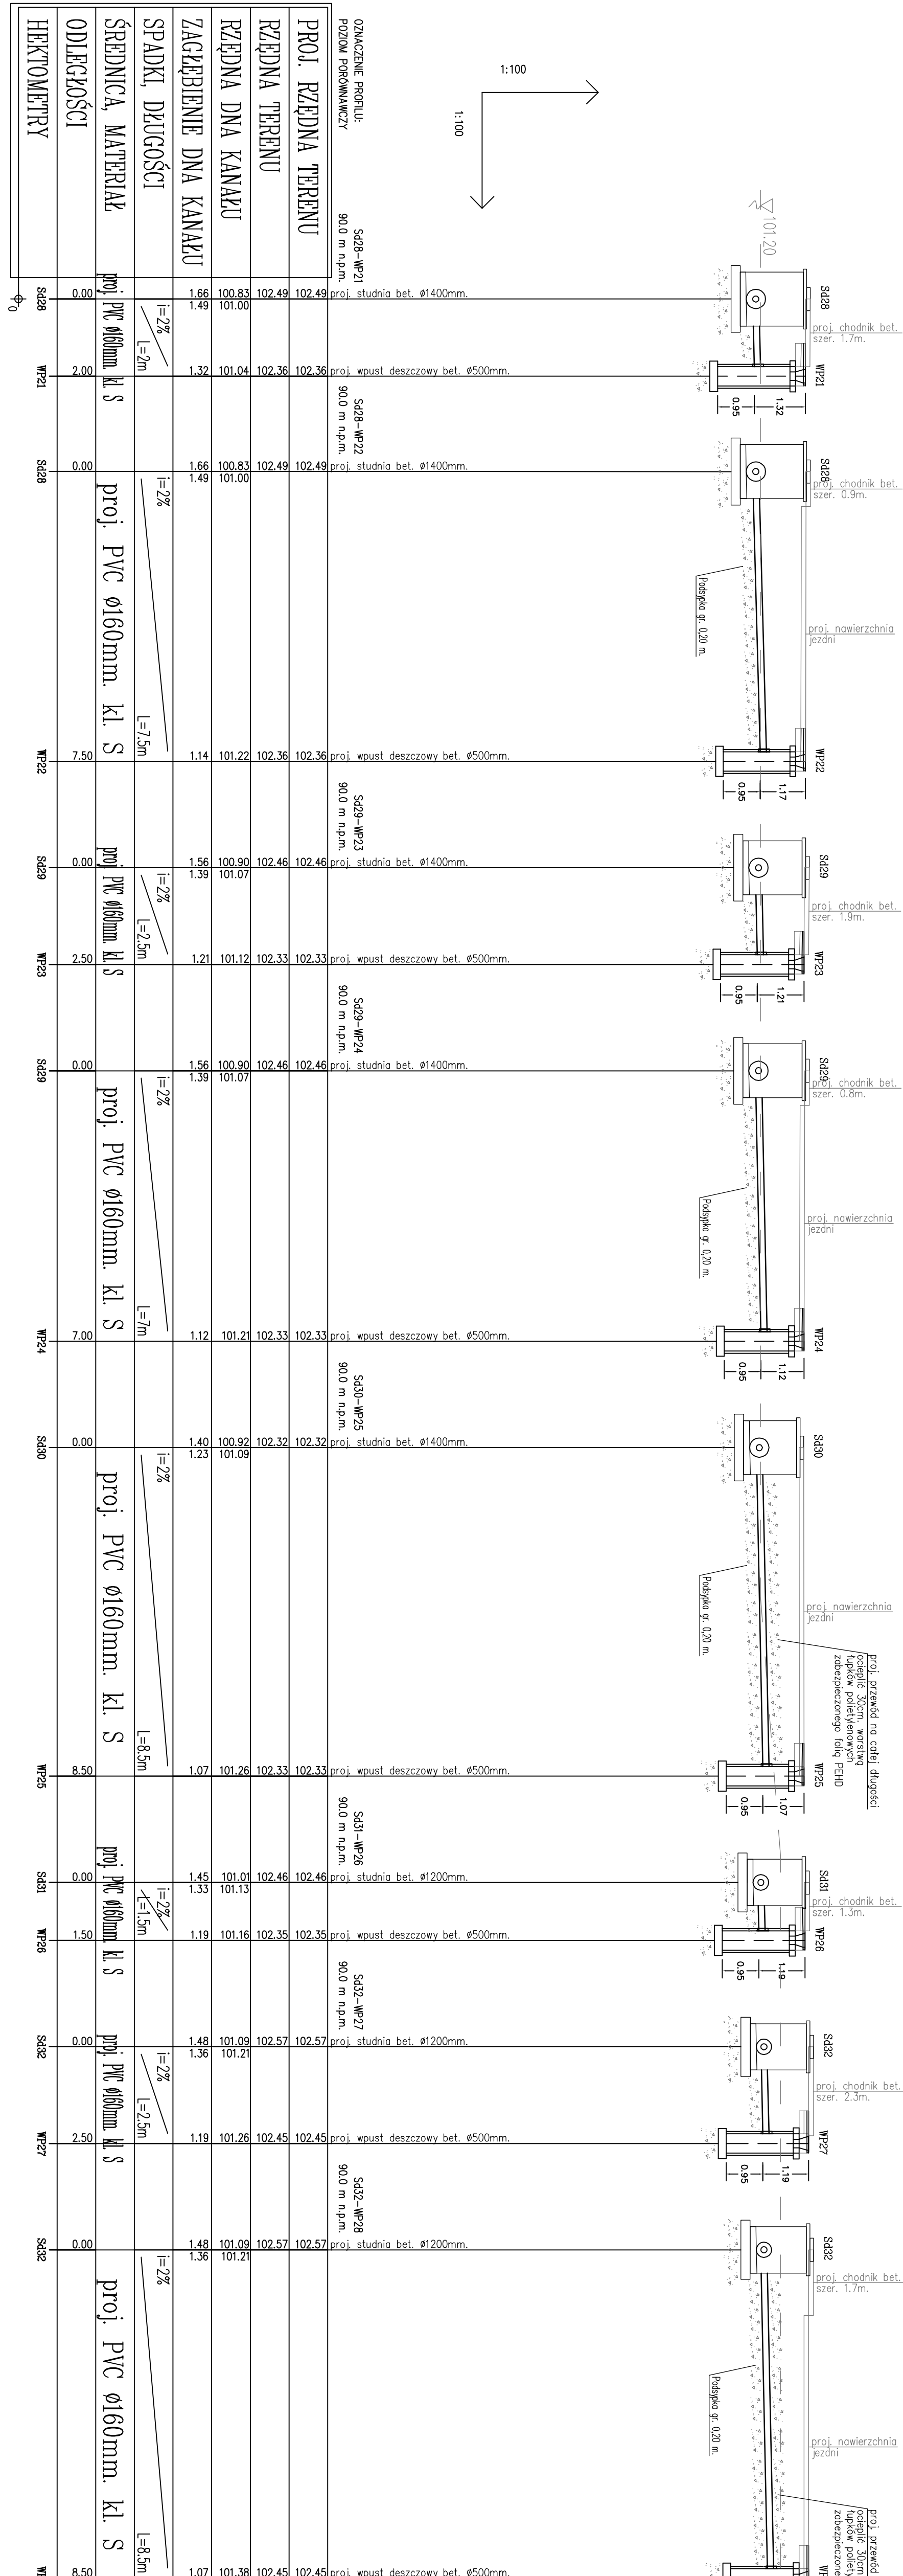 1:100
1:100
101.20
OZNACZENIE PROFILU:
POZIOM PORÓWNAWCZY
PROJ. RZĘDNA TERENU
RZĘDNA TERENU
RZĘDNA DNA KANAŁU
ZAGŁĘBIENIE DNA KANAŁU
SPADKI, DŁUGOŚCI
ŚREDNICA, MATERIAŁ
ODLEGŁOŚCI
HEKTOMETRY
0
Sd28-WP21
90.0 m n.p.m.
Sd28
proj. chodnik bet.
szer. 1.7m.
WP21
1.32
0.95
proj. studnia bet. ø1400mm.
102.49
102.49
100.83
101.00
1.66
1.49
i=2%
L=2m
proj. PVC ø160mm. kl. S
0.00
Sd28
proj. wpust deszczowy bet. ø500mm.
102.36
102.36
101.04
1.32
2.00
WP21
Sd28-WP22
90.0 m n.p.m.
Sd28
proj. chodnik bet.
szer. 0.9m.
proj. nawierzchnia
jezdni
Podsypka gr. 0,20 m.
WP22
1.17
0.95
proj. studnia bet. ø1400mm.
102.49
102.49
100.83
101.00
1.66
1.49
i=2%
L=7.5m
proj. PVC ø160mm. kl. S
0.00
Sd28
proj. wpust deszczowy bet. ø500mm.
102.36
102.36
101.22
1.14
7.50
WP22
Sd29-WP23
90.0 m n.p.m.
Sd29
proj. chodnik bet.
szer. 1.9m.
WP23
1.21
0.95
proj. studnia bet. ø1400mm.
102.46
102.46
100.90
101.07
1.56
1.39
i=2%
L=2.5m
proj. PVC ø160mm. kl. S
0.00
Sd29
proj. wpust deszczowy bet. ø500mm.
102.33
102.33
101.12
1.21
2.50
WP23
Sd29-WP24
90.0 m n.p.m.
Sd29
proj. chodnik bet.
szer. 0.8m.
proj. nawierzchnia
jezdni
Podsypka gr. 0,20 m.
WP24
1.12
0.95
proj. studnia bet. ø1400mm.
102.46
102.46
100.90
101.07
1.56
1.39
i=2%
L=7m
proj. PVC ø160mm. kl. S
0.00
Sd29
proj. wpust deszczowy bet. ø500mm.
102.33
102.33
101.21
1.12
7.00
WP24
Sd30-WP25
90.0 m n.p.m.
Sd30
proj. nawierzchnia
jezdni
proj. przewód na całej długości
ocieplić 30cm. warstwą
łupków polietylenowych
zabezpieczonego folią PEHD
Podsypka gr. 0,20 m.
WP25
1.07
0.95
proj. studnia bet. ø1400mm.
102.32
102.32
100.92
101.09
1.40
1.23
i=2%
L=8.5m
proj. PVC ø160mm. kl. S
0.00
Sd30
proj. wpust deszczowy bet. ø500mm.
102.33
102.33
101.26
1.07
8.50
WP25
Sd31-WP26
90.0 m n.p.m.
Sd31
proj. chodnik bet.
szer. 1.3m.
WP26
1.19
0.95
proj. studnia bet. ø1200mm.
102.46
102.46
101.01
101.13
1.45
1.33
i=2%
L=1.5m
proj. PVC ø160mm. kl. S
0.00
Sd31
proj. wpust deszczowy bet. ø500mm.
102.35
102.35
101.16
1.19
1.50
WP26
Sd32-WP27
90.0 m n.p.m.
Sd32
proj. chodnik bet.
szer. 2.3m.
WP27
1.19
0.95
proj. studnia bet. ø1200mm.
102.57
102.57
101.09
101.21
1.48
1.36
i=2%
L=2.5m
proj. PVC ø160mm. kl. S
0.00
Sd32
proj. wpust deszczowy bet. ø500mm.
102.45
102.45
101.26
1.19
2.50
WP27
Sd32-WP28
90.0 m n.p.m.
Sd32
proj. chodnik bet.
szer. 1.7m.
proj. nawierzchnia
jezdni
proj. przewód
ocieplić 30cm
łupków
Podsypka gr. 0,20 m.
proj. studnia bet. ø1200mm.
102.57
102.57
101.09
101.21
1.48
1.36
i=2%
L=8.5m
proj. PVC ø160mm. kl. S
0.00
Sd32
proj. wpust deszczowy bet. ø500mm.
102.45
102.45
101.38
1.07
8.50